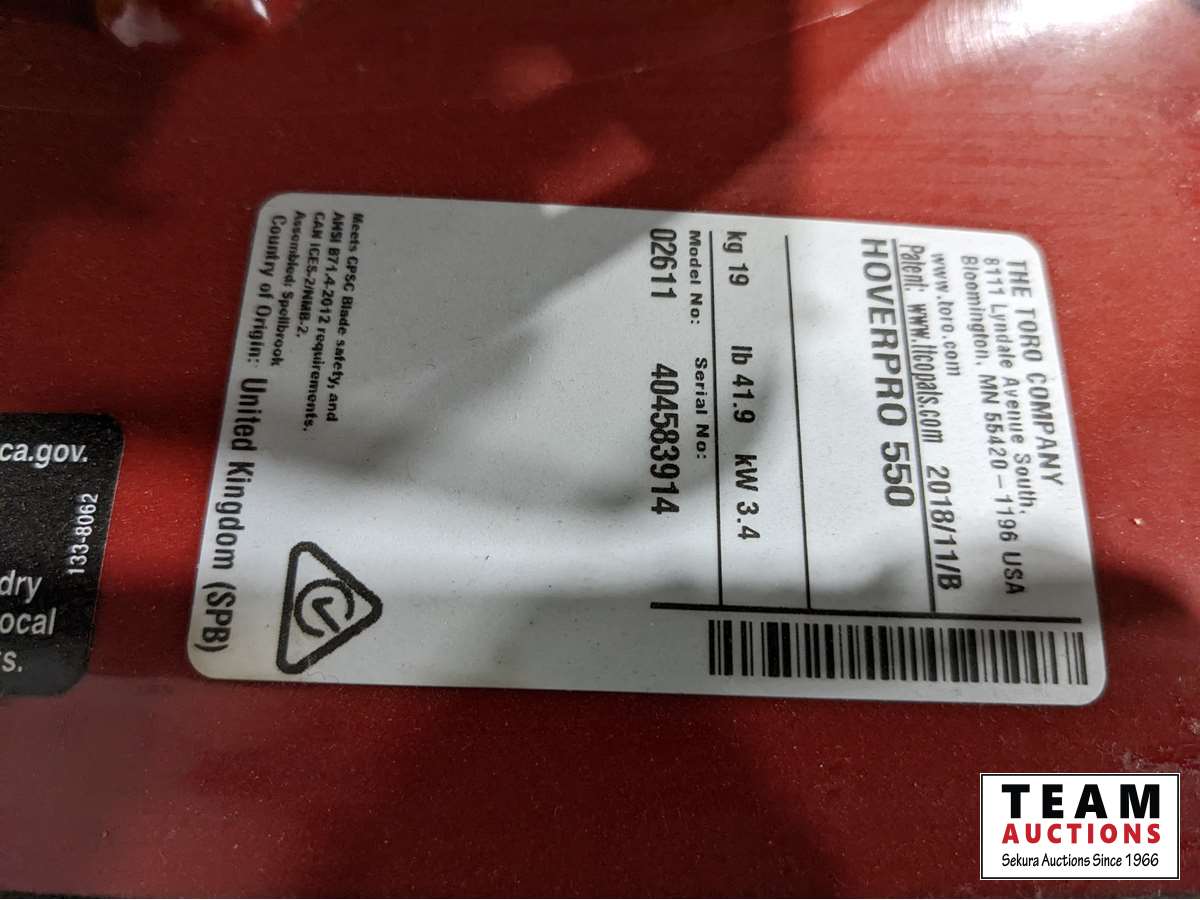 THE TORO COMPANY
8111 Lyndale Avenue South,
Bloomington, MN 55420-1196 USA
www.toro.com
Patent: www.ttcopats.com 2018/11/B
HOVERPRO 550
kg 19 lb 41.9 kW 3.4
Model No: Serial No:
02611 404583914
Meets CPSC Blade safety, and
ANSI B71.4-2012 requirements.
CAN ICES-2/NMB-2.
Assembled: Spellbrook
Country of Origin: United Kingdom (SPB)
ca.gov.
133-8062
dry
ocal
s.
TEAM
AUCTIONS
Sekura Auctions Since 1966